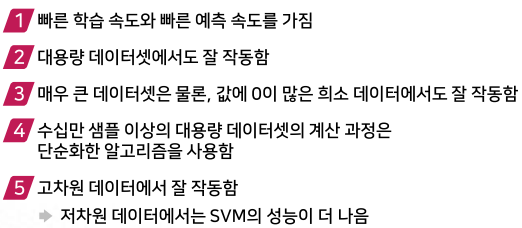 1 빠른 학습 속도와 빠른 예측 속도를 가짐
2 대용량 데이터셋에서도 잘 작동함
3 매우 큰 데이터셋은 물론, 값에 0이 많은 희소 데이터에서도 잘 작동함
4 수십만 샘플 이상의 대용량 데이터셋의 계산 과정은
단순화한 알고리즘을 사용함
5 고차원 데이터에서 잘 작동함
저차원 데이터에서는 SVM의 성능이 더 나음